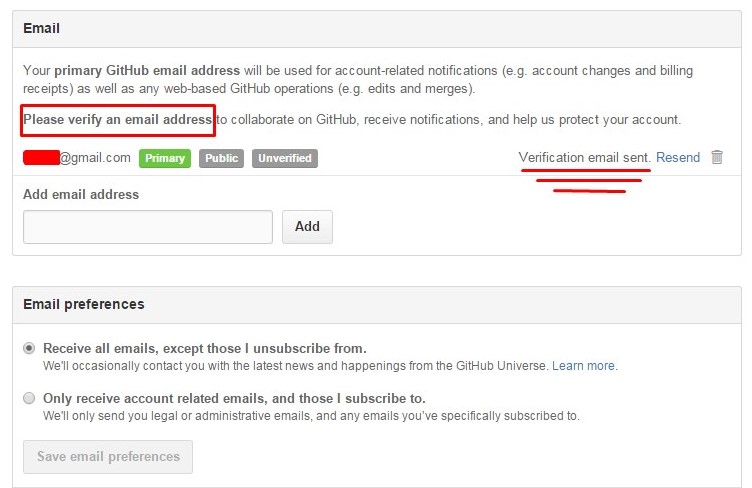 Email
Your primary GitHub email address will be used for account-related notifications (e.g. account changes and billing
receipts) as well as any web-based GitHub operations (e.g. edits and merges).
Please verify an email address to collaborate on GitHub, receive notifications, and help us protect your account.
@gmail.com Primary Public Unverified Verification email sent. Resend
Add email address
Add
Email preferences
Receive all emails, except those I unsubscribe from.
We'll occasionally contact you with the latest news and happenings from the GitHub Universe. Learn more.
Only receive account related emails, and those I subscribe to.
We'll only send you legal or administrative emails, and any emails you've specifically subscribed to.
Save email preferences